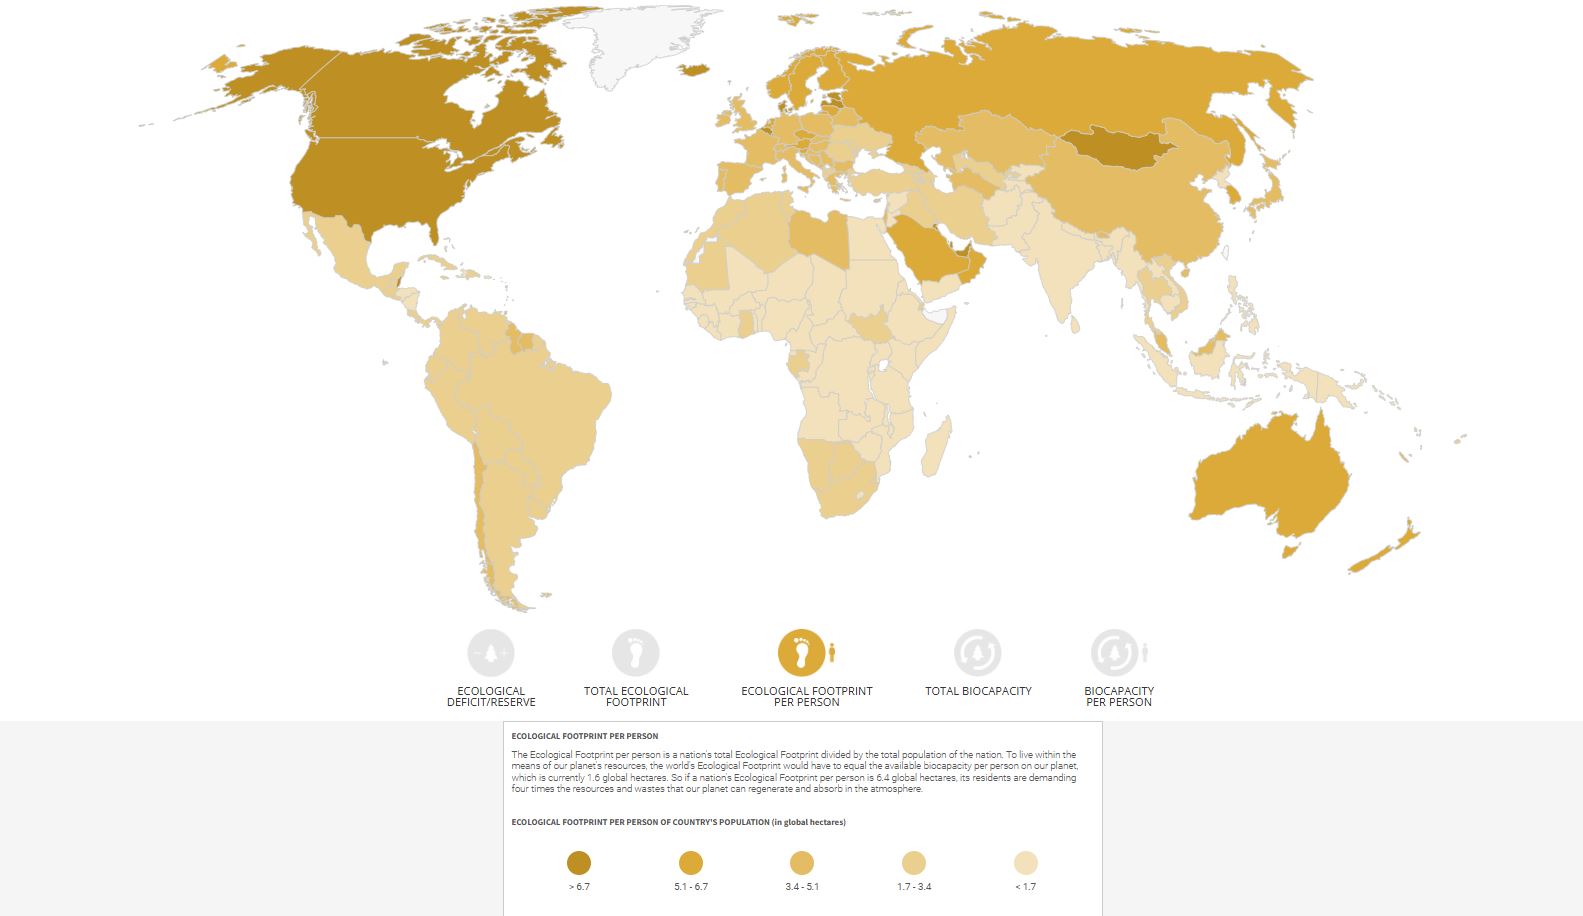 ECOLOGICAL
DEFICIT/RESERVE
TOTAL ECOLOGICAL
FOOTPRINT
ECOLOGICAL FOOTPRINT
PER PERSON
TOTAL BIOCAPACITY
BIOCAPACITY
PER PERSON
ECOLOGICAL FOOTPRINT PER PERSON
The Ecological Footprint per person is a nation's total Ecological Footprint divided by the total population of the nation. To live within the
means of our planet's resources, the world's Ecological Footprint would have to equal the available biocapacity per person on our planet,
which is currently 1.6 global hectares. So if a nation's Ecological Footprint per person is 6.4 global hectares, its residents are demanding
four times the resources and wastes that our planet can regenerate and absorb in the atmosphere.
ECOLOGICAL FOOTPRINT PER PERSON OF COUNTRY'S POPULATION (in global hectares)
> 6.7
5.1 - 6.7
3.4 - 5.1
1.7 - 3.4
< 1.7